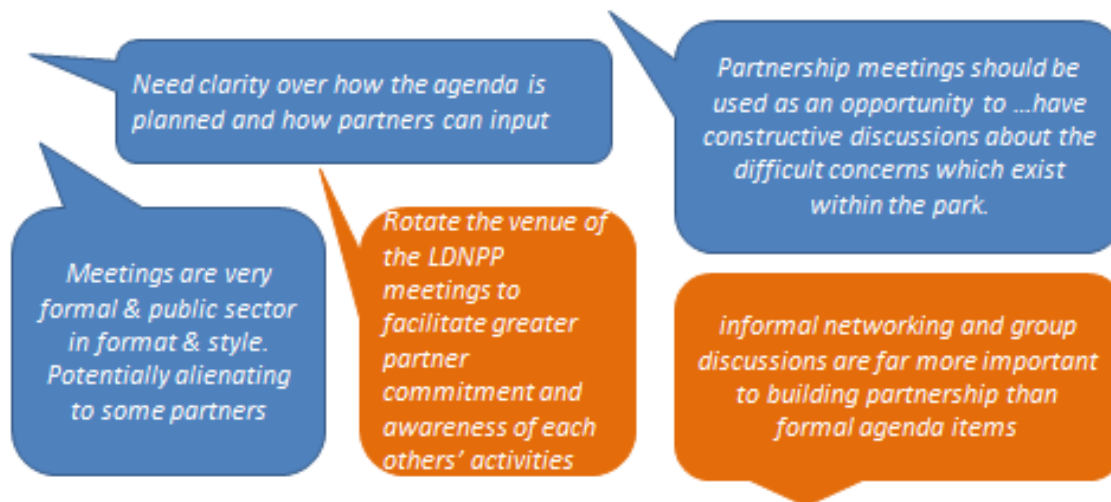 Need clarity over how the agenda is
planned and how partners can input
Partnership meetings should be
used as an opportunity to ...have
constructive discussions about the
difficult concerns which exist
within the park.
Meetings are very
formal & public sector
in format & style.
Potentially alienating
to some partners
Rotate the venue of
the LDNPP
meetings to
facilitate greater
partner
commitment and
awareness of each
others’ activities
informal networking and group
discussions are far more important
to building partnership than
formal agenda items